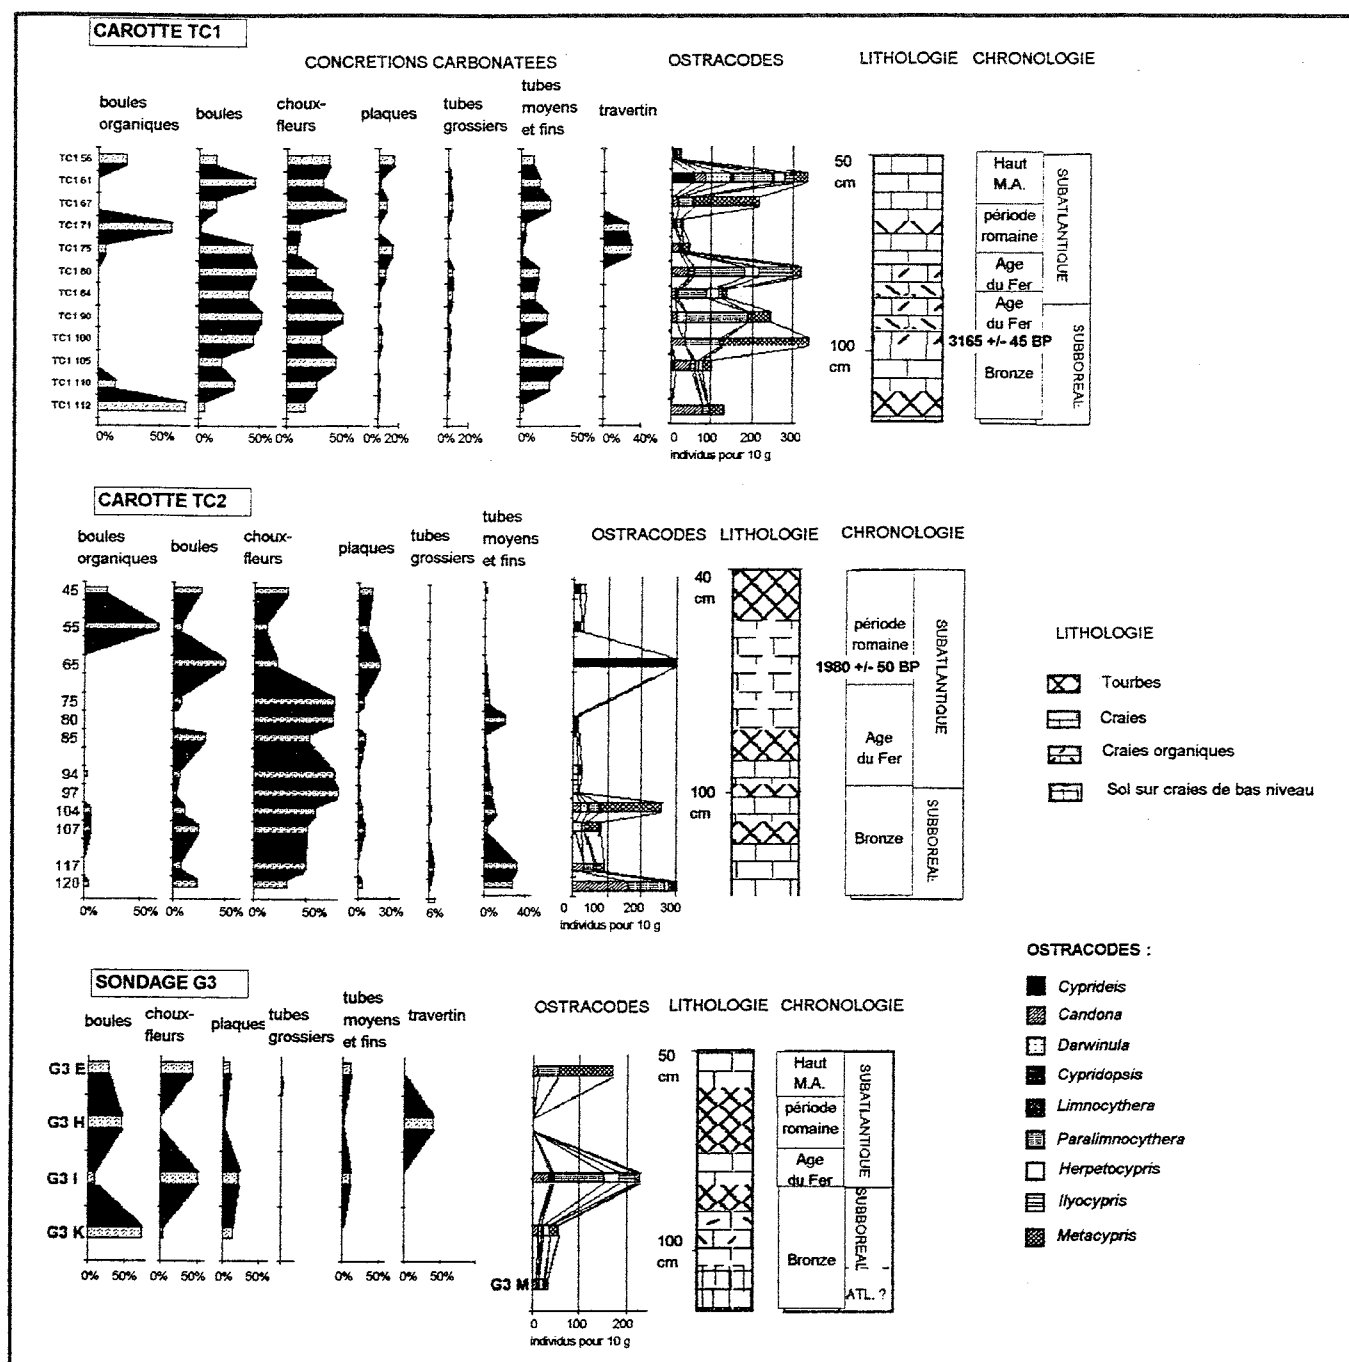 CAROTTE TC1
CONCRETIONS CARBONATEES
OSTRACODES
LITHOLOGIE
CHRONOLOGIE
boules
organiques
boules
choux-
fleurs
plaques
tubes
grossiers
tubes
moyens
et fins
travertin
TC1 56
TC1 61
TC1 67
TC1 71
TC1 75
TC1 80
TC1 84
TC1 90
TC1 100
TC1 105
TC1 110
TC1 112
0%
50%
0%
50%
0%
50%
0% 20%
0% 20%
0%
50%
0%
40%
0
100
200
300
individus pour 10 g
50
cm
100
cm
Haut
M.A.
période
romaine
Age
du Fer
Age
du Fer
3165 +/- 45 BP
Bronze
SUBATLANTIQUE
SUBBOREAL
CAROTTE TC2
boules
organiques
boules
choux-
fleurs
plaques
tubes
grossiers
tubes
moyens
et fins
OSTRACODES
LITHOLOGIE
CHRONOLOGIE
45
55
65
75
80
85
94
97
104
107
117
120
0%
50%
0%
50%
0%
50%
0%
30%
6%
0%
40%
0
100
200
300
individus pour 10 g
40
cm
100
cm
période
romaine
1980 +/- 50 BP
Age
du Fer
Bronze
SUBATLANTIQUE
SUBBOREAL
LITHOLOGIE
Tourbes
Craies
Craies organiques
Sol sur craies de bas niveau
SONDAGE G3
boules
choux-
fleurs
plaques
tubes
grossiers
tubes
moyens
et fins
travertin
OSTRACODES
LITHOLOGIE
CHRONOLOGIE
G3 E
G3 H
G3 I
G3 K
G3 M
0%
50%
0%
50%
0%
50%
0%
50%
0%
50%
0
100
200
individus pour 10 g
50
cm
100
cm
Haut
M.A.
période
romaine
Age
du Fer
Bronze
SUBATLANTIQUE
SUBBOREAL
ATL. ?
OSTRACODES :
Cyprideis
Candona
Darwinula
Cypridopsis
Limnocythera
Paralimnocythera
Herpetocypris
Ilyocypris
Metacypris